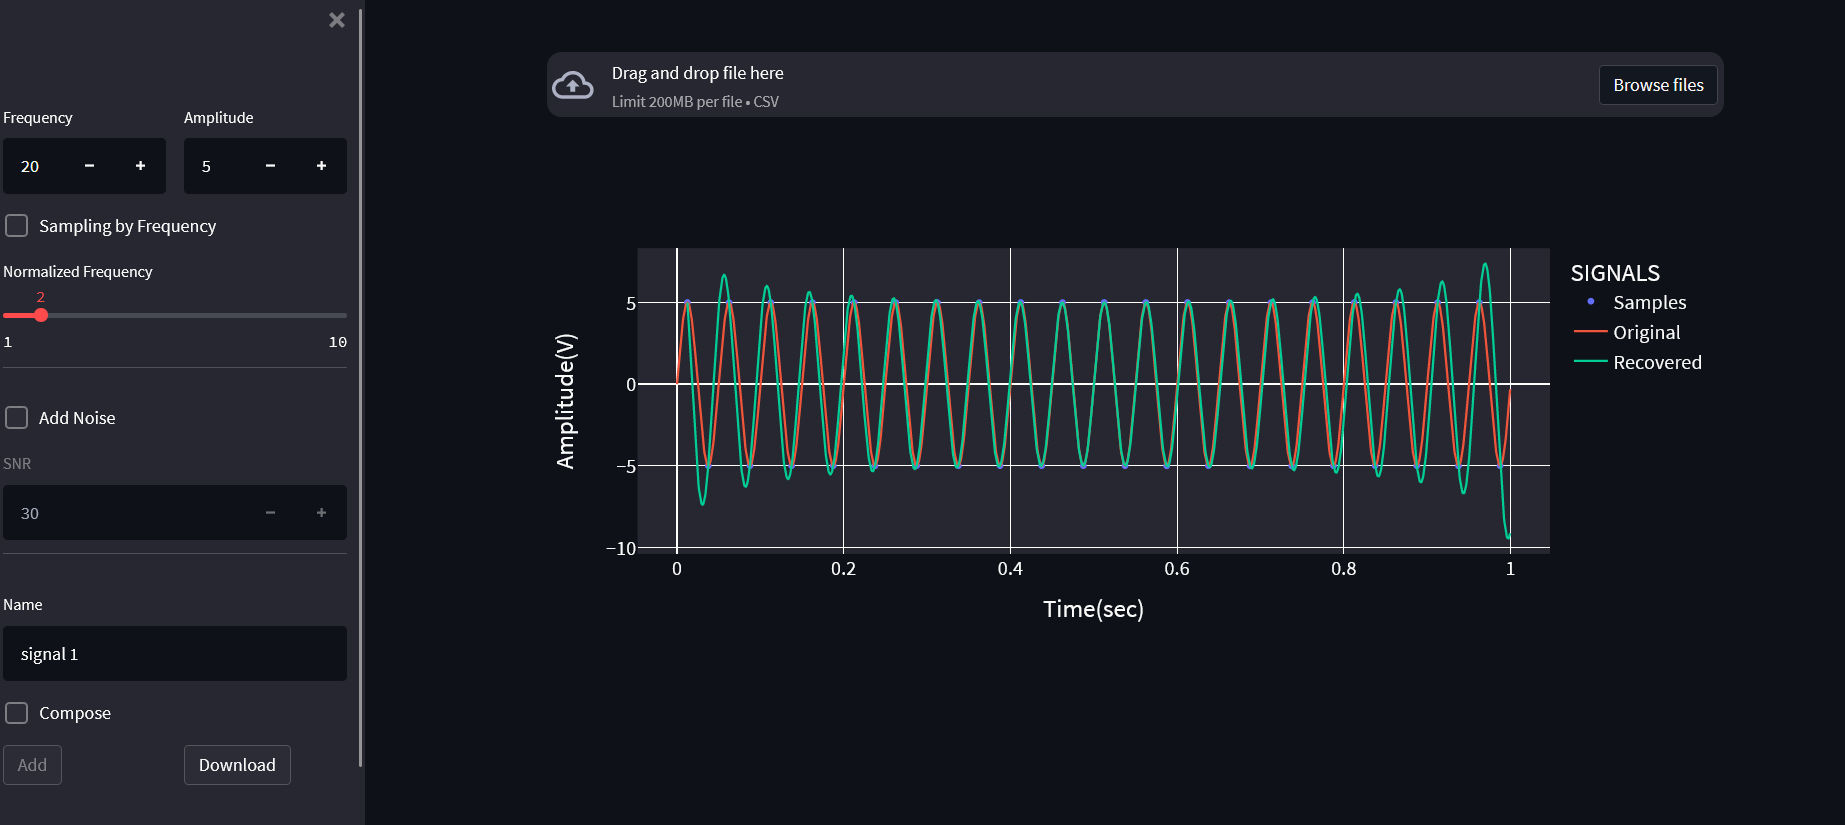 Frequency
Amplitude
20
5
Sampling by Frequency
Normalized Frequency
2
1
10
Add Noise
SNR
30
Name
signal 1
Compose
Add
Download
Drag and drop file here
Limit 200MB per file • CSV
Browse files
Amplitude(V)
5
0
−5
−10
0
0.2
0.4
0.6
0.8
1
Time(sec)
SIGNALS
Samples
Original
Recovered